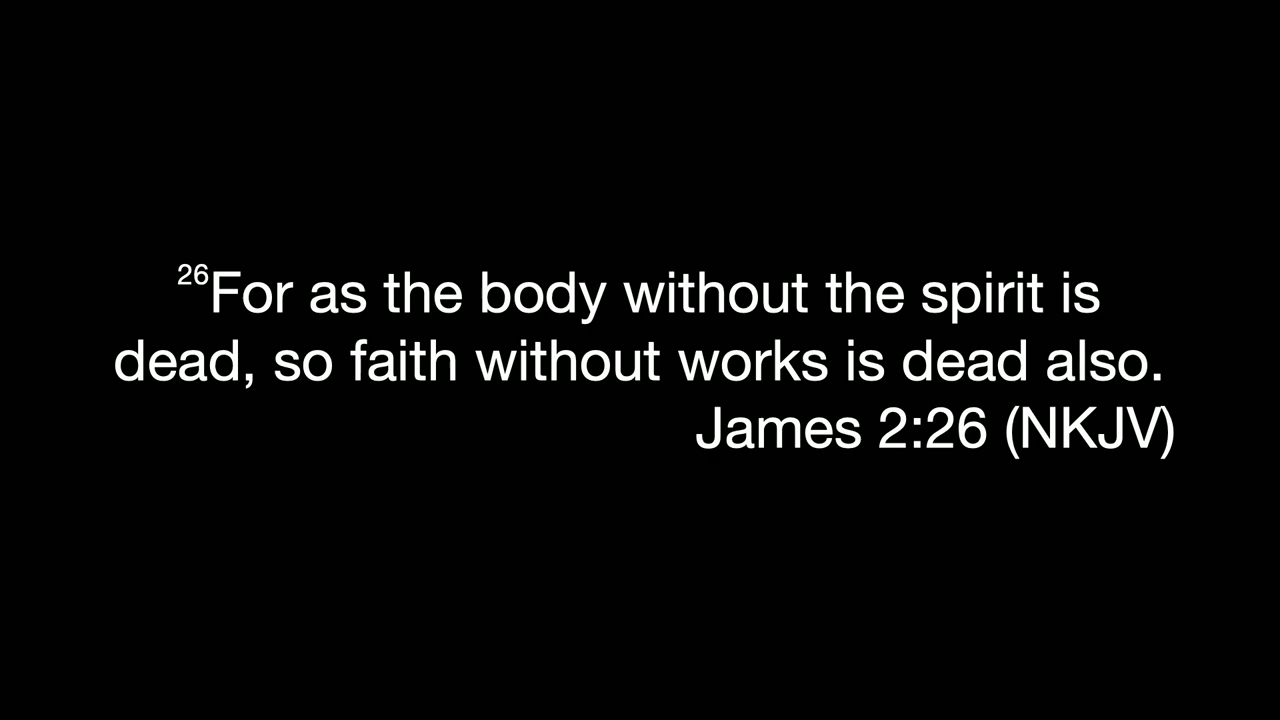 26For as the body without the spirit is
dead, so faith without works is dead also.
James 2:26 (NKJV)